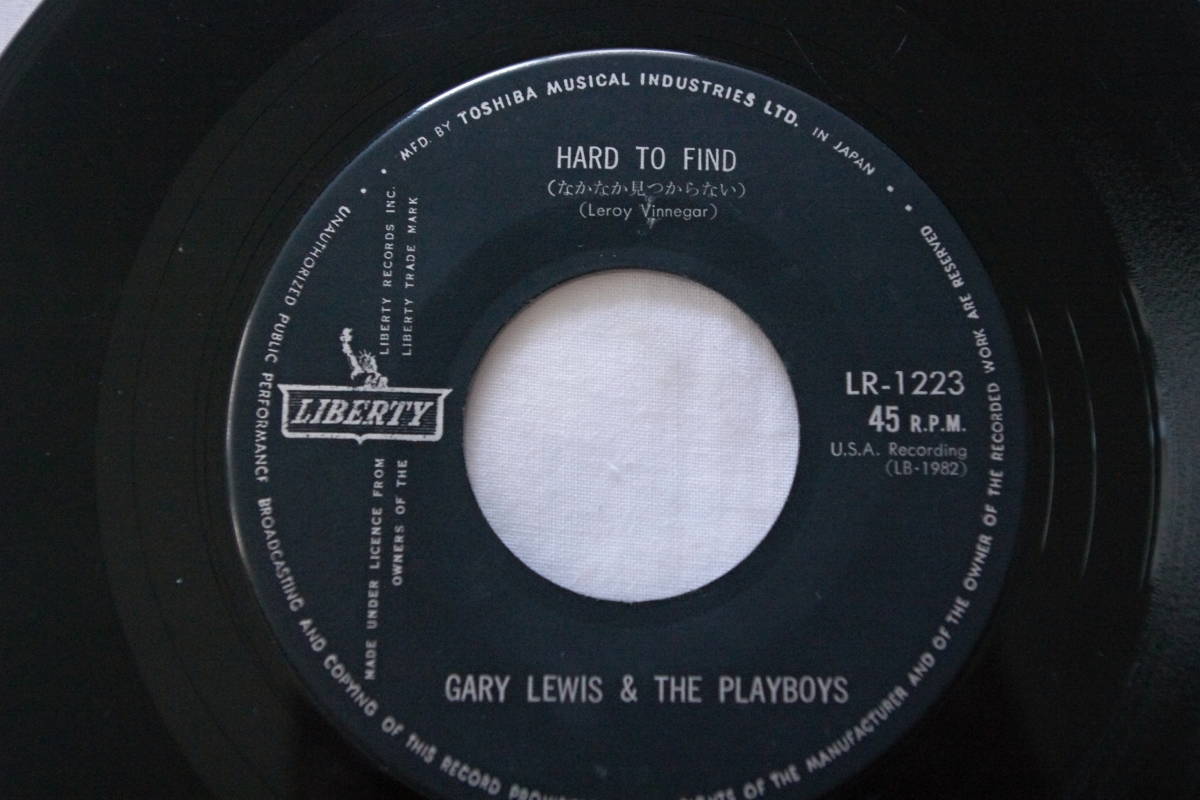 MFD. BY TOSHIBA MUSICAL INDUSTRIES LTD. IN JAPAN
HARD TO FIND
(なかなか見つからない)
(Leroy Vinnegar)
LIBERTY RECORDS INC.
LIBERTY TRADE MARK
LIBERTY
MADE UNDER LICENCE FROM
OWNERS OF THE
LR-1223
45 R.P.M.
U.S.A. Recording
(LB-1982)
GARY LEWIS & THE PLAYBOYS
UNAUTHORIZED PUBLIC PERFORMANCE BROADCASTING AND COPYING OF THIS RECORD OF THE MANUFACTURER AND OF THE OWNER OF THE RECORDED WORK ARE RESERVED